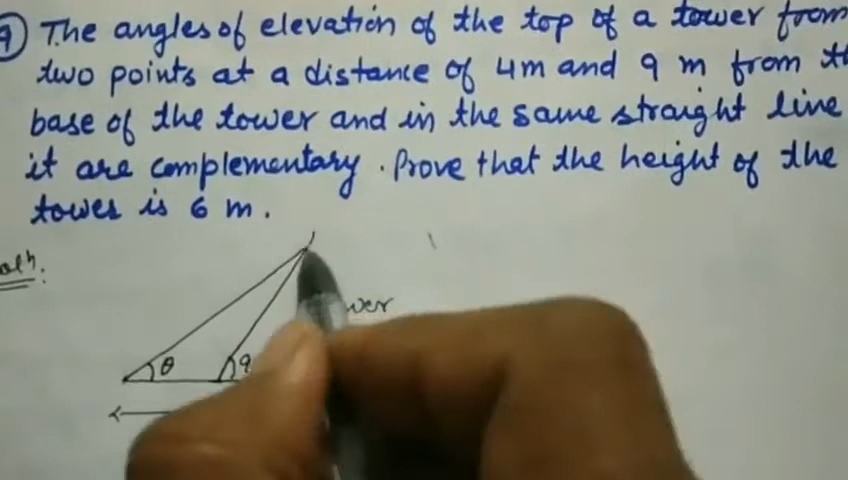 9) The angles of elevation of the top of a tower from
two points at a distance of 4m and 9 m from
base of the tower and in the same straight line
it are complementary. Prove that the height of the
tower is 6 m.
θ
9